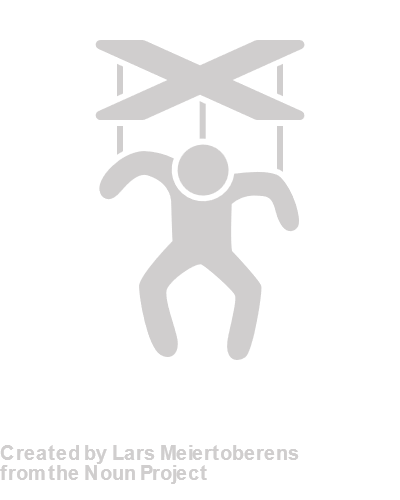 Created by Lars Meiertoberens
from the Noun Project